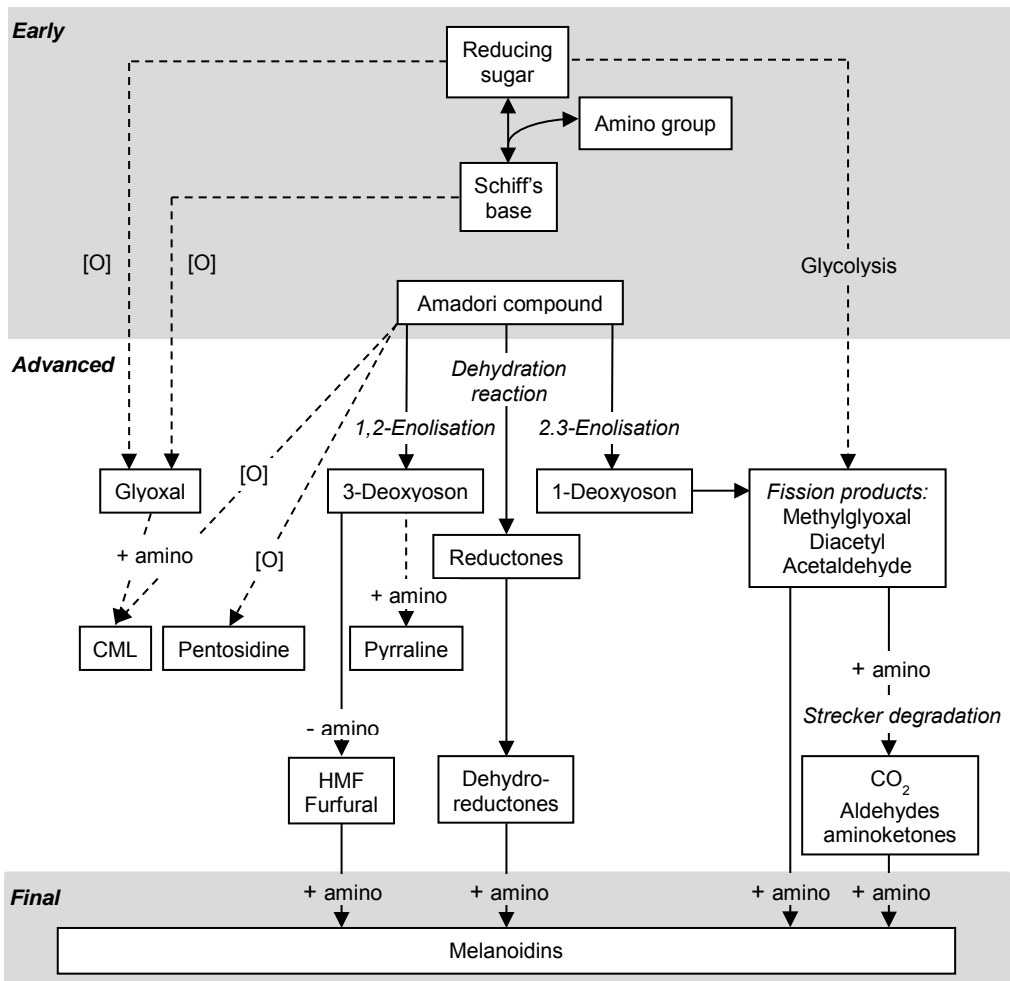 Early
Reducing
sugar
Amino group
Schiff's
base
[O]
[O]
Glycolysis
Amadori compound
Advanced
Dehydration
reaction
1,2-Enolisation
2.3-Enolisation
Glyoxal
[O]
3-Deoxyoson
1-Deoxyoson
Fission products:
Methylglyoxal
Diacetyl
Acetaldehyde
+ amino
[O]
Reductones
+ amino
CML
Pentosidine
Pyrraline
+ amino
Strecker degradation
- amino
HMF
Furfural
Dehydro-
reductones
CO2
Aldehydes
aminoketones
Final
+ amino
+ amino
+ amino
+ amino
Melanoidins